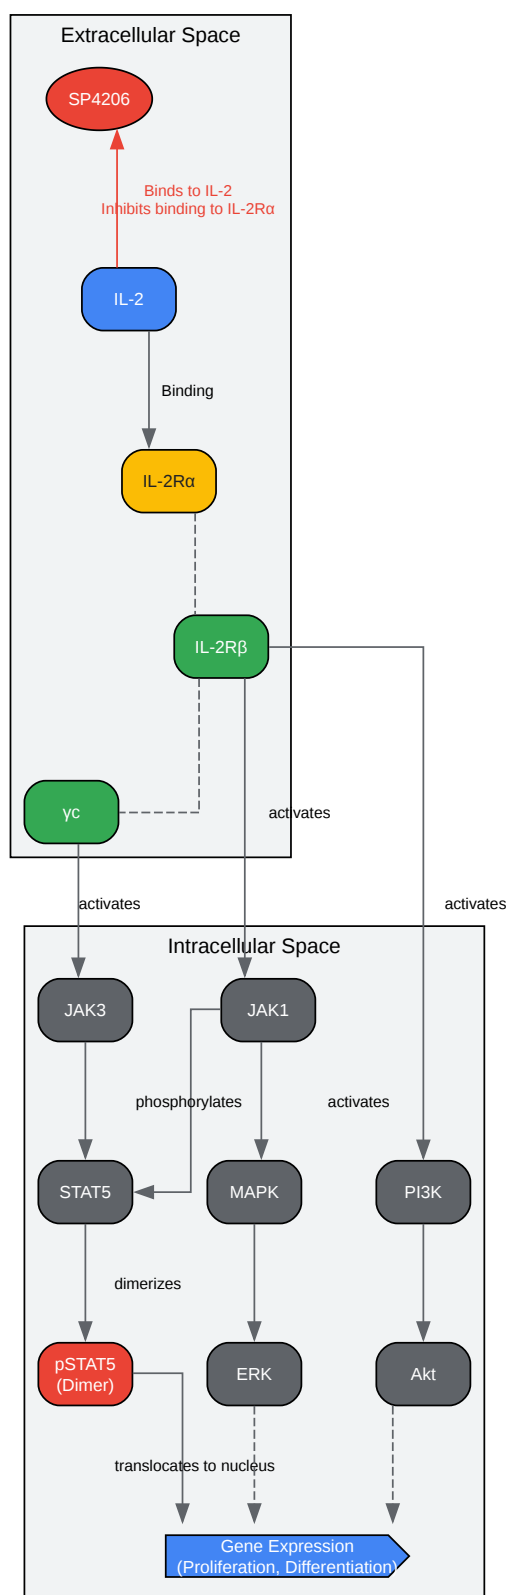 Extracellular Space
SP4206
Binds to IL-2
Inhibits binding to IL-2Rα
IL-2
Binding
IL-2Rα
IL-2Rβ
γc
activates
activates
activates
Intracellular Space
JAK3
JAK1
phosphorylates
activates
STAT5
MAPK
PI3K
dimerizes
pSTAT5
(Dimer)
ERK
Akt
translocates to nucleus
Gene Expression
(Proliferation, Differentiation)